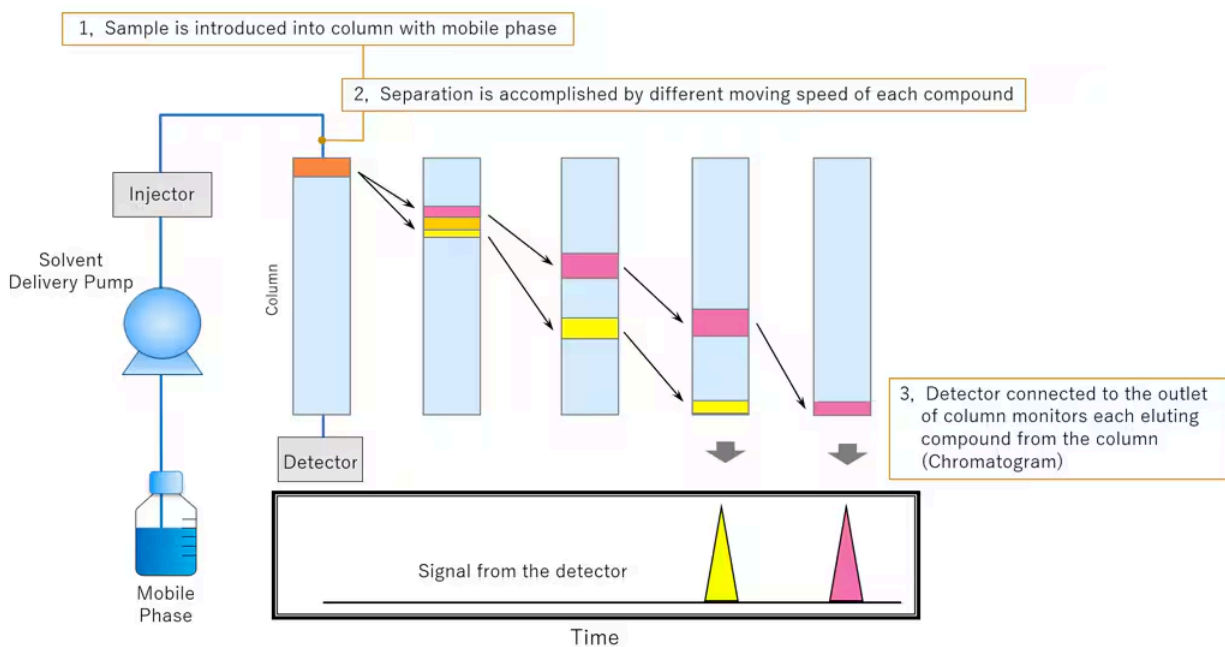 1, Sample is introduced into column with mobile phase
2, Separation is accomplished by different moving speed of each compound
Injector
Solvent
Delivery Pump
Column
3, Detector connected to the outlet
of column monitors each eluting
compound from the column
(Chromatogram)
Detector
Signal from the detector
Mobile
Phase
Time